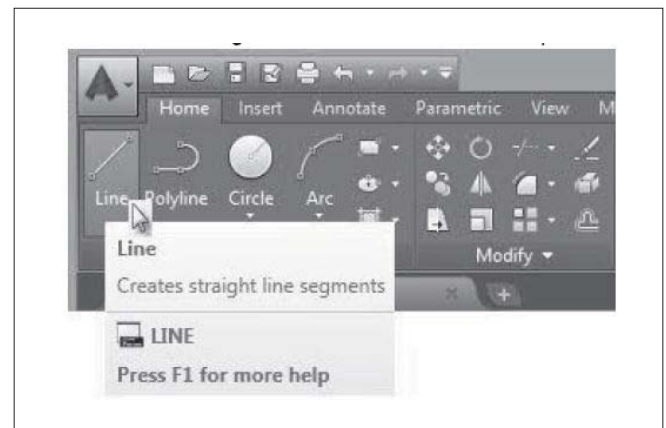 Home Insert Annotate Parametric View M
Line Polyline Circle Arc
Modify
Line
Creates straight line segments
LINE
Press F1 for more help